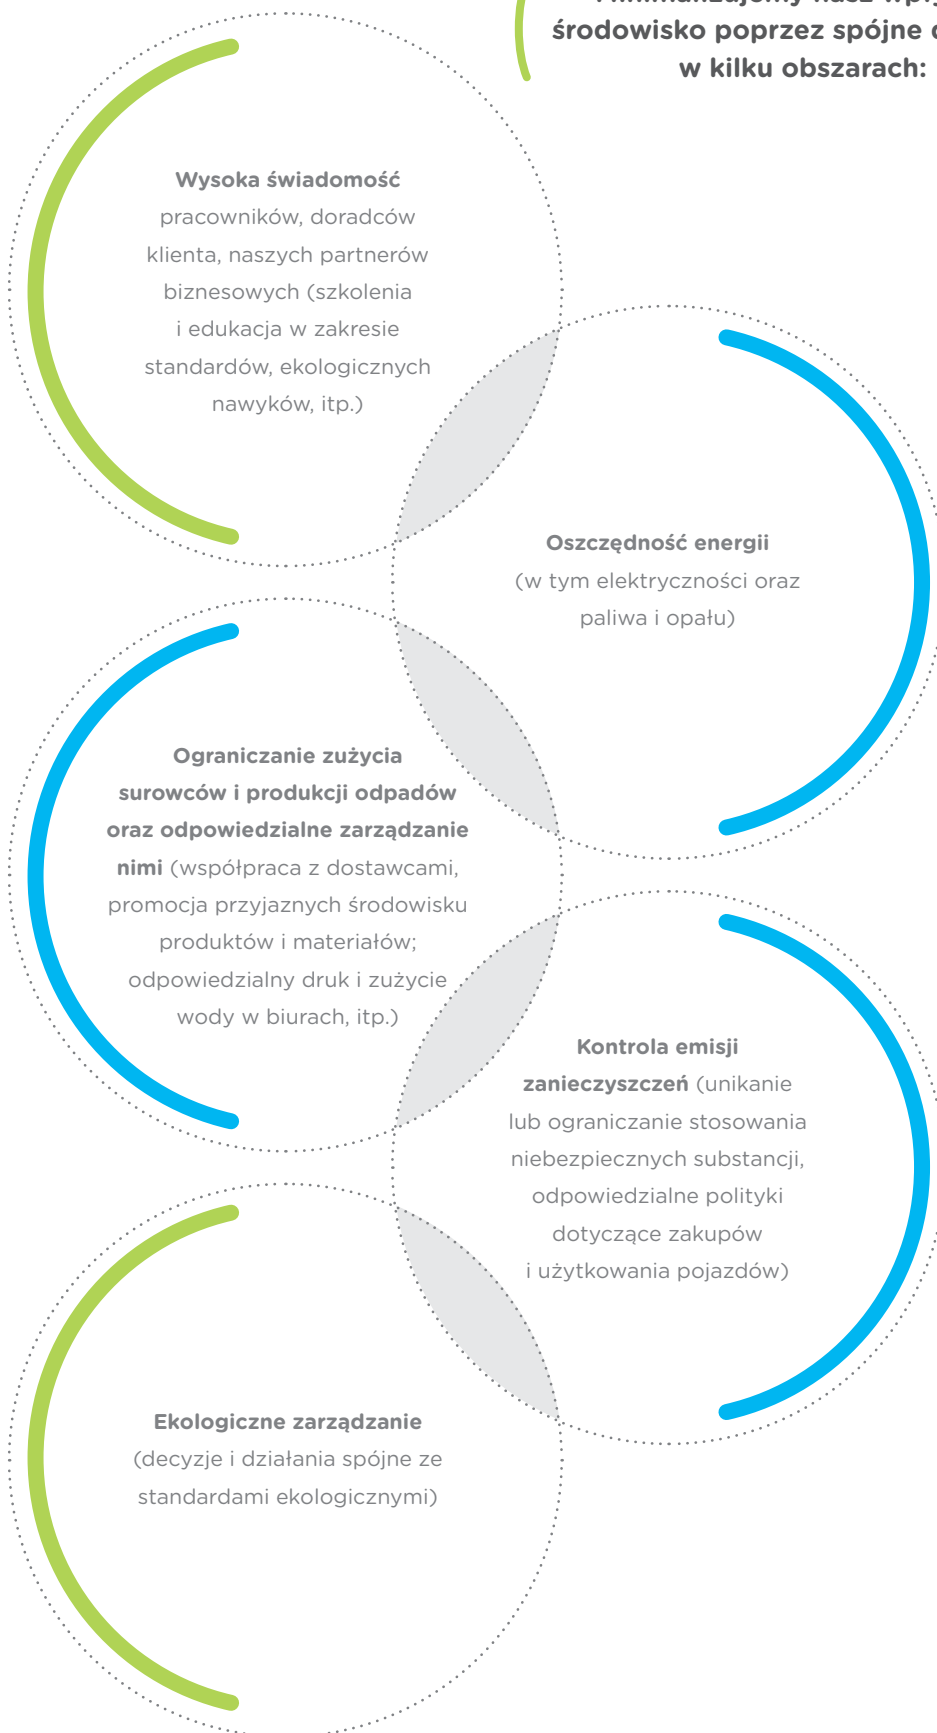 środowisko poprzez spójne
w kilku obszarach:
Wysoka świadomość
pracowników, doradców
klienta, naszych partnerów
biznesowych (szkolenia
i edukacja w zakresie
standardów, ekologicznych
nawyków, itp.)
Oszczędność energii
(w tym elektryczności oraz
paliwa i opału)
Ograniczanie zużycia
surowców i produkcji odpadów
oraz odpowiedzialne zarządzanie
nimi (współpraca z dostawcami,
promocja przyjaznych środowisku
produktów i materiałów;
odpowiedzialny druk i zużycie
wody w biurach, itp.)
Kontrola emisji
zanieczyszczeń (unikanie
lub ograniczanie stosowania
niebezpiecznych substancji,
odpowiedzialne polityki
dotyczące zakupów
i użytkowania pojazdów)
Ekologiczne zarządzanie
(decyzje i działania spójne ze
standardami ekologicznymi)